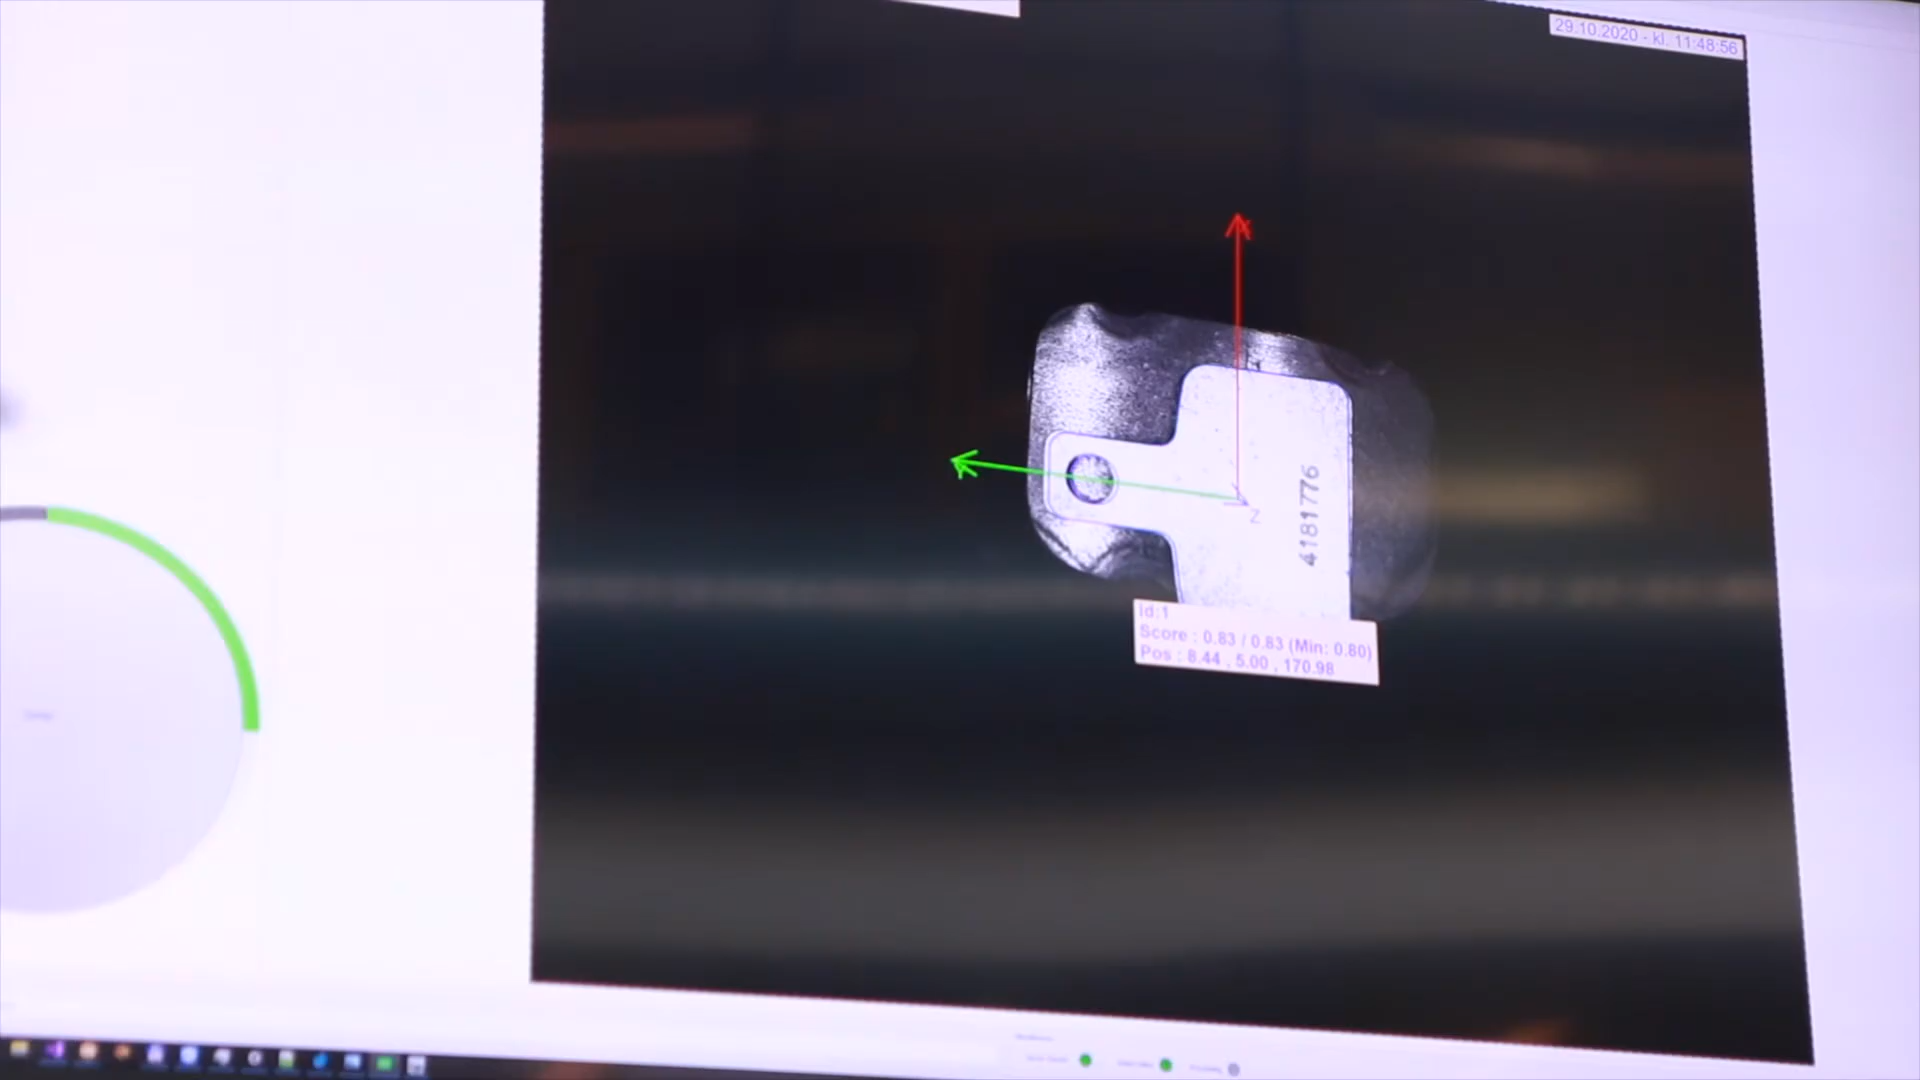 29.10.2020 - kl. 11:48:56
Z
4181776
Id:1
Score : 0.83 / 0.83 (Min: 0.80)
Pos : 8.44 , 5.00 , 170.98